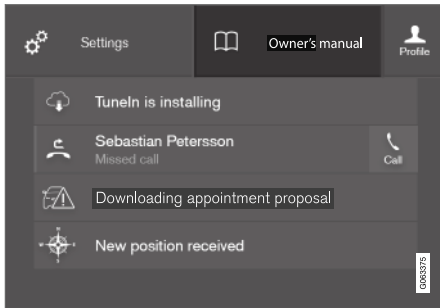 Settings
Owner's manual
Profile
TuneIn is installing
Sebastian Petersson
Missed call
Call
Downloading appointment proposal
New position received
G063375